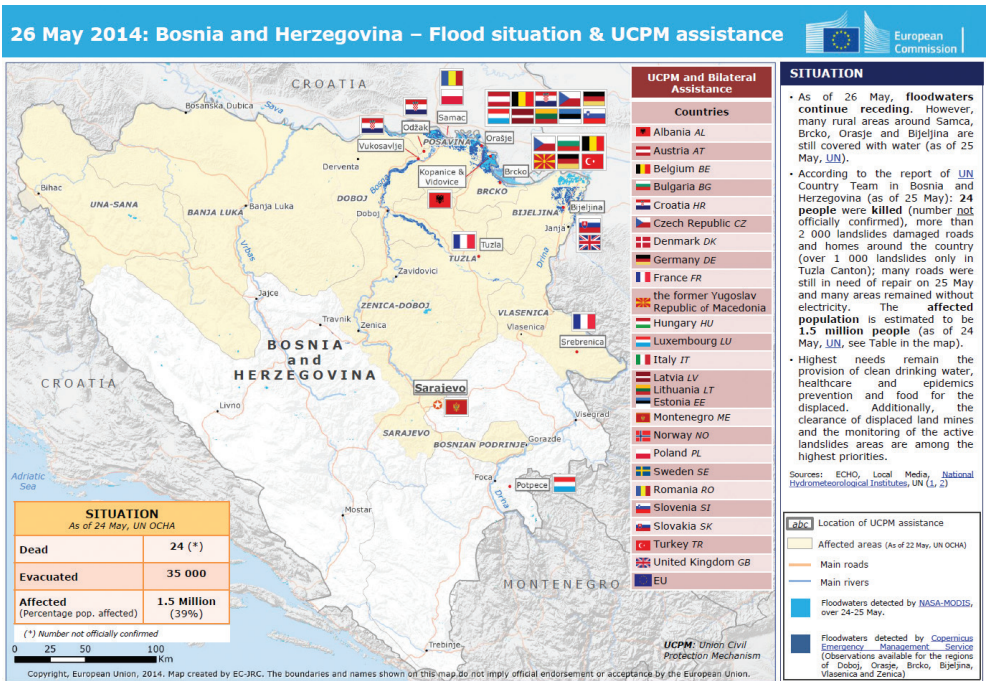 26 May 2014: Bosnia and Herzegovina – Flood situation & UCPM assistance
European
Commission
CROATIA
Bosanska Dubica
Sava
Samac
Odžak
Vukosavlje
POSAVINA
Orašje
Derventa
Kopanice &
Vidovice
Brcko
BRCKO
Bihac
UNA-SANA
BANJA LUKA
Banja Luka
DOBOJ
Bosna
Doboj
BIJELJINA
Bijeljina
Janja
Tuzla
TUZLA
Drina
Vrbas
Zavidovici
Jajce
ZENICA-DOBOJ
VLASENICA
Vlasenica
Travnik
Zenica
Srebrenica
BOSNIA
and
HERZEGOVINA
CROATIA
Sarajevo
Livno
Visegrad
SARAJEVO
BOSNIAN PODRINJE
Gorazde
Adriatic
Sea
Foca
Potpece
Drina
Mostar
MONTENEGRO
Trebinje
SITUATION
As of 24 May, UN OCHA
Dead 24 (*)
Evacuated 35 000
Affected 1.5 Million
(Percentage pop. affected) (39%)
(*) Number not officially confirmed
0 25 50 100
Km
UCPM: Union Civil
Protection Mechanism
Copyright, European Union, 2014. Map created by EC-JRC. The boundaries and names shown on this map do not imply official endorsement or acceptance by the European Union.
UCPM and Bilateral
Assistance
Countries
Albania AL
Austria AT
Belgium BE
Bulgaria BG
Croatia HR
Czech Republic CZ
Denmark DK
Germany DE
France FR
the former Yugoslav
Republic of Macedonia
Hungary HU
Luxembourg LU
Italy IT
Latvia LV
Lithuania LT
Estonia EE
Montenegro ME
Norway NO
Poland PL
Sweden SE
Romania RO
Slovenia SI
Slovakia SK
Turkey TR
United Kingdom GB
EU
SITUATION
• As of 26 May, floodwaters
continue receding. However,
many rural areas around Samca,
Brcko, Orasje and Bijeljina are
still covered with water (as of 25
May, UN).
• According to the report of UN
Country Team in Bosnia and
Herzegovina (as of 25 May): 24
people were killed (number not
officially confirmed), more than
2 000 landslides damaged roads
and homes around the country
(over 1 000 landslides only in
Tuzla Canton); many roads were
still in need of repair on 25 May
and many areas remained without
electricity. The affected
population is estimated to be
1.5 million people (as of 24
May, UN, see Table in the map).
• Highest needs remain the
provision of clean drinking water,
healthcare and epidemics
prevention and food for the
displaced. Additionally, the
clearance of displaced land mines
and the monitoring of the active
landslides areas are among the
highest priorities.
Sources: ECHO, Local Media, National
Hydrometeorological Institutes, UN (1, 2)
abc Location of UCPM assistance
Affected areas (As of 22 May, UN OCHA)
Main roads
Main rivers
Floodwaters detected by NASA-MODIS,
over 24-25 May.
Floodwaters detected by Copernicus
Emergency Management Service
(Observations available for the regions
of Doboj, Orasje, Brcko, Bijeljina,
Vlasenica and Zenica)